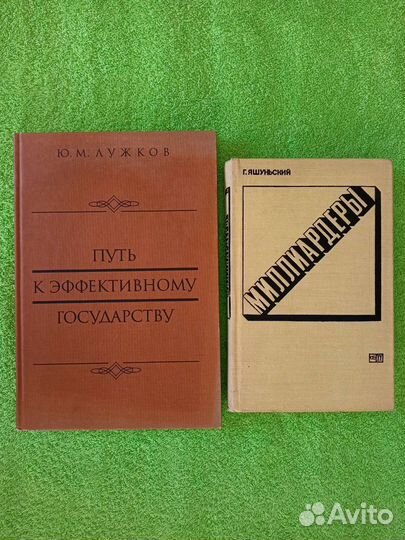 Ю. М. ЛУЖКОВ
ПУТЬ
К ЭФФЕКТИВНОМУ
ГОСУДАРСТВУ
Г. ЯШУНЬСКИЙ
МИЛЛИАРДЕРЫ
Avito